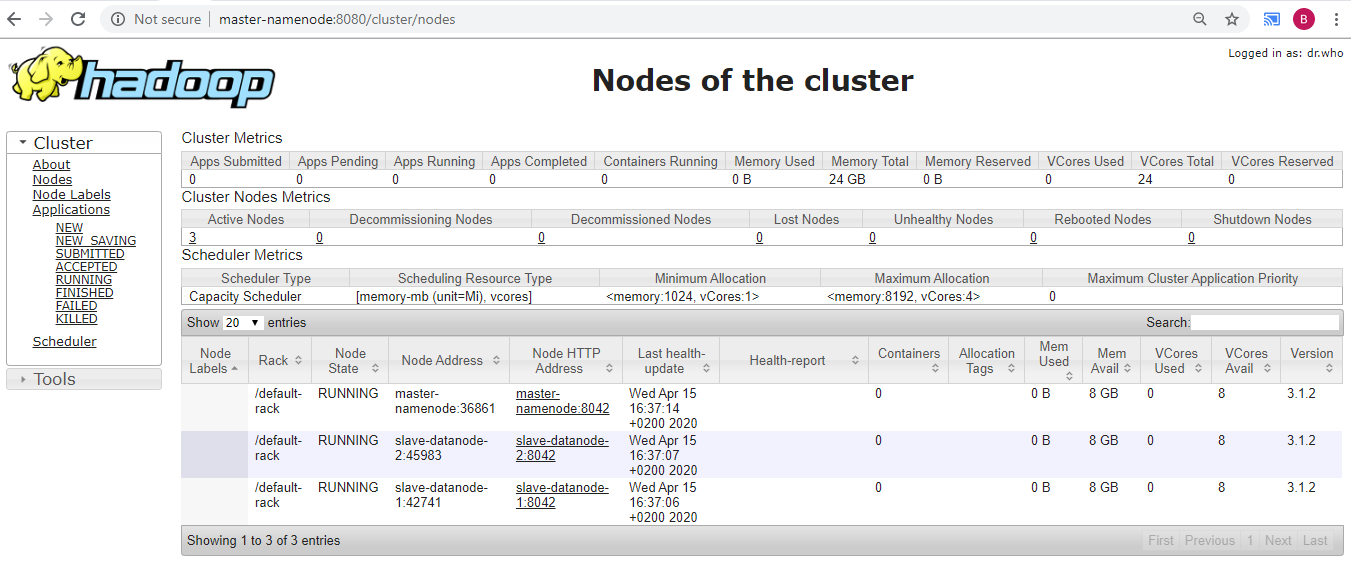 Not secure | master-namenode:8080/cluster/nodes B
hadoop
Nodes of the cluster
Logged in as: dr.who
Cluster
About
Nodes
Node Labels
Applications
NEW
NEW_SAVING
SUBMITTED
ACCEPTED
RUNNING
FINISHED
FAILED
KILLED
Scheduler
Tools
Cluster Metrics
Apps Submitted Apps Pending Apps Running Apps Completed Containers Running Memory Used Memory Total Memory Reserved VCores Used VCores Total VCores Reserved
0 0 0 0 0 0 B 24 GB 0 B 0 24 0
Cluster Nodes Metrics
Active Nodes Decommissioning Nodes Decommissioned Nodes Lost Nodes Unhealthy Nodes Rebooted Nodes Shutdown Nodes
3 0 0 0 0 0 0
Scheduler Metrics
Scheduler Type Scheduling Resource Type Minimum Allocation Maximum Allocation Maximum Cluster Application Priority
Capacity Scheduler [memory-mb (unit=Mi), vcores] <memory:1024, vCores:1> <memory:8192, vCores:4> 0
Show 20 entries Search:
Node Node Node HTTP Last health- Containers Allocation Mem Mem VCores VCores Version
Labels Rack State Node Address Address update Health-report Tags Used Avail Used Avail
/default- RUNNING master- master- Wed Apr 15 0 0 B 8 GB 0 8 3.1.2
rack namenode:36861 namenode:8042 16:37:14
+0200 2020
/default- RUNNING slave-datanode- slave-datanode- Wed Apr 15 0 0 B 8 GB 0 8 3.1.2
rack 2:45983 2:8042 16:37:07
+0200 2020
/default- RUNNING slave-datanode- slave-datanode- Wed Apr 15 0 0 B 8 GB 0 8 3.1.2
rack 1:42741 1:8042 16:37:06
+0200 2020
Showing 1 to 3 of 3 entries First Previous 1 Next Last